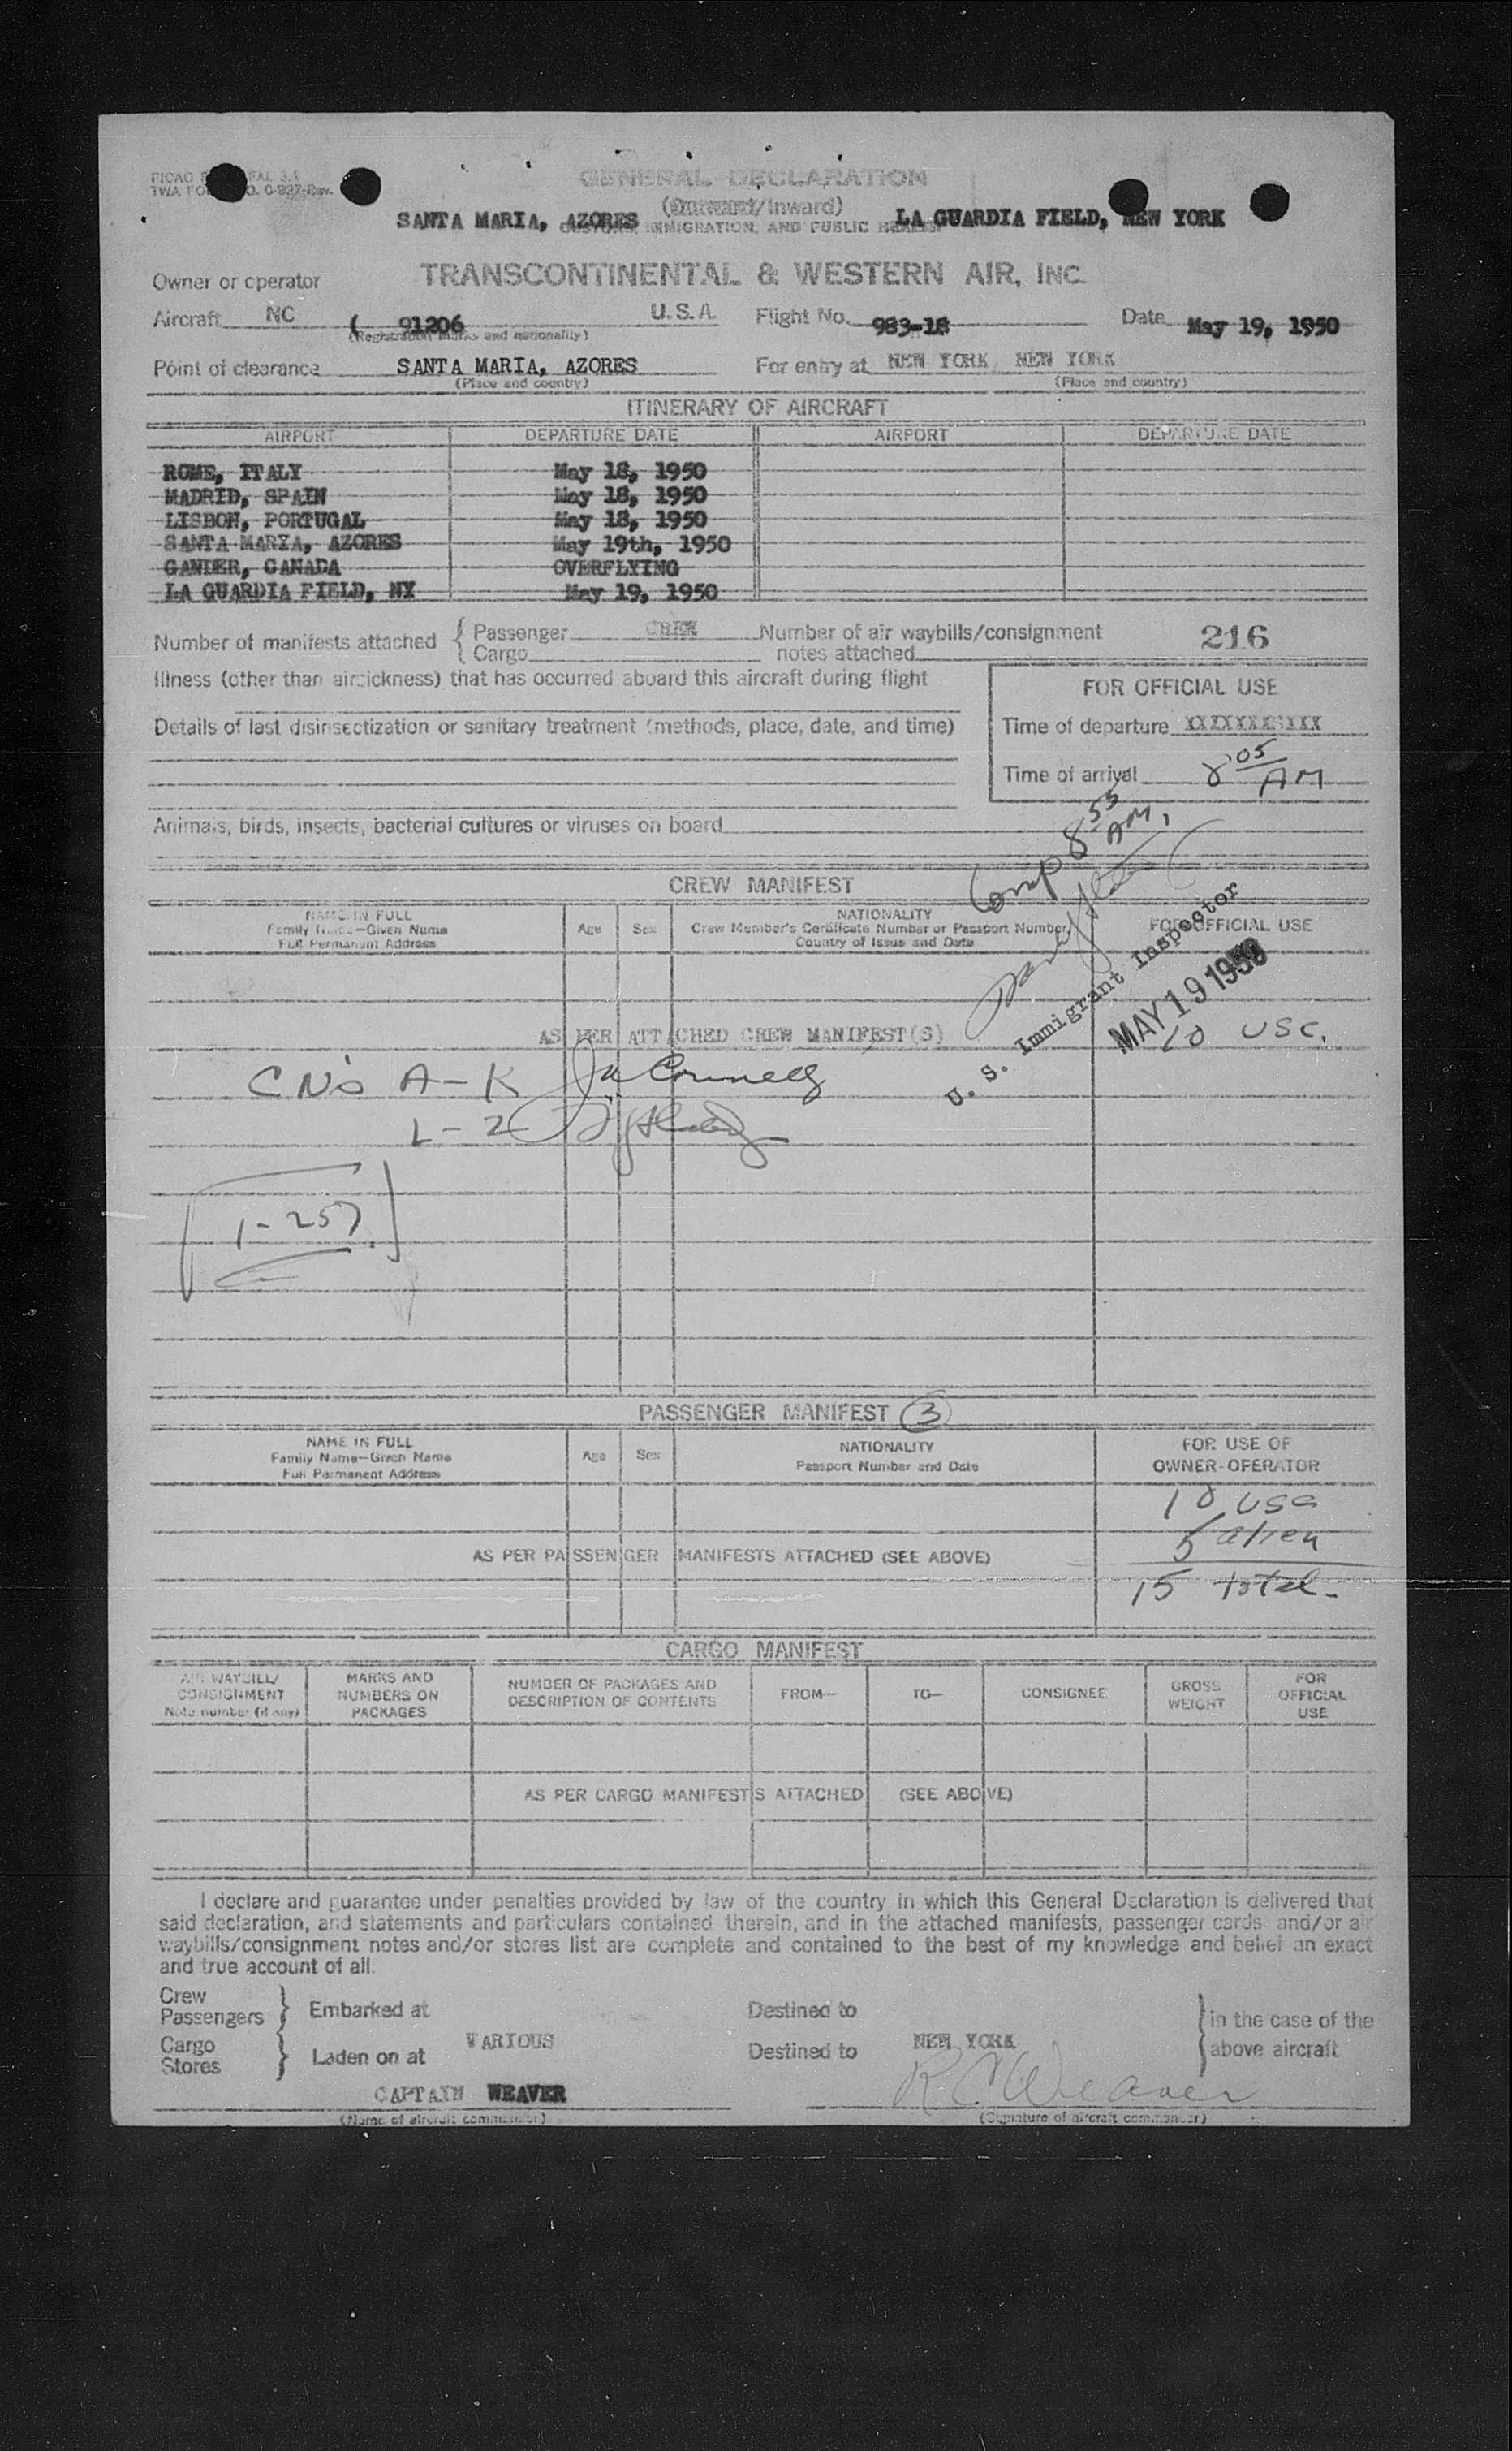 GENERAL DECLARATION
(Outward/Inward)
SANTA MARIA, AZORES IMMIGRATION, AND PUBLIC HEALTH LA GUARDIA FIELD, NEW YORK
TWA FO O. 0-927-Rev.
Owner or operator TRANSCONTINENTAL & WESTERN AIR, INC.
Aircraft NC ( 91206 U.S.A. Flight No. 983-18 Date May 19, 1950
(Registration marks and nationality)
Point of clearance SANTA MARIA, AZORES For entry at NEW YORK, NEW YORK
(Place and country) (Place and country)
ITINERARY OF AIRCRAFT
AIRPORT DEPARTURE DATE AIRPORT DEPARTURE DATE
ROME, ITALY May 18, 1950
MADRID, SPAIN May 18, 1950
LISBON, PORTUGAL May 18, 1950
SANTA MARIA, AZORES May 19th, 1950
GANDER, CANADA OVERFLYING
LA GUARDIA FIELD, NY May 19, 1950
Number of manifests attached { Passenger CREW Number of air waybills/consignment 216
Cargo notes attached
Illness (other than airsickness) that has occurred aboard this aircraft during flight
FOR OFFICIAL USE
Details of last disinsectization or sanitary treatment (methods, place, date, and time)
Time of departure XXXXXXXXXXX
Time of arrival 8 05 AM
Animals, birds, insects, bacterial cultures or viruses on board
Comp 8 55 AM.
CREW MANIFEST
NAME IN FULL Age Sex NATIONALITY FOR OFFICIAL USE
Family Name—Given Name Crew Member's Certificate Number or Passport Number
Full Permanent Address Country of Issue and Date
U. S. Immigrant Inspector
MAY 19 1950
AS PER ATTACHED CREW MANIFEST(S) 10 USC.
CN's A-K
L-Z
1-257
PASSENGER MANIFEST 3
NAME IN FULL Age Sex NATIONALITY FOR USE OF
Family Name—Given Name Passport Number and Date OWNER-OPERATOR
Full Permanent Address
10 USC
5 alien
AS PER PASSENGER MANIFESTS ATTACHED (SEE ABOVE)
15 total-
CARGO MANIFEST
AIR WAYBILL/ MARKS AND NUMBER OF PACKAGES AND FROM— TO— CONSIGNEE GROSS FOR
CONSIGNMENT NUMBERS ON DESCRIPTION OF CONTENTS WEIGHT OFFICIAL
Note number (if any) PACKAGES USE
AS PER CARGO MANIFESTS ATTACHED (SEE ABOVE)
I declare and guarantee under penalties provided by law of the country in which this General Declaration is delivered that
said declaration, and statements and particulars contained therein, and in the attached manifests, passenger cards and/or air
waybills/consignment notes and/or stores list are complete and contained to the best of my knowledge and belief an exact
and true account of all:
Crew
Passengers } Embarked at Destined to } in the case of the
Cargo
Stores } Laden on at VARIOUS Destined to NEW YORK above aircraft
CAPTAIN WEAVER R C Weaver
(Name of aircraft commander) (Signature of aircraft commander)